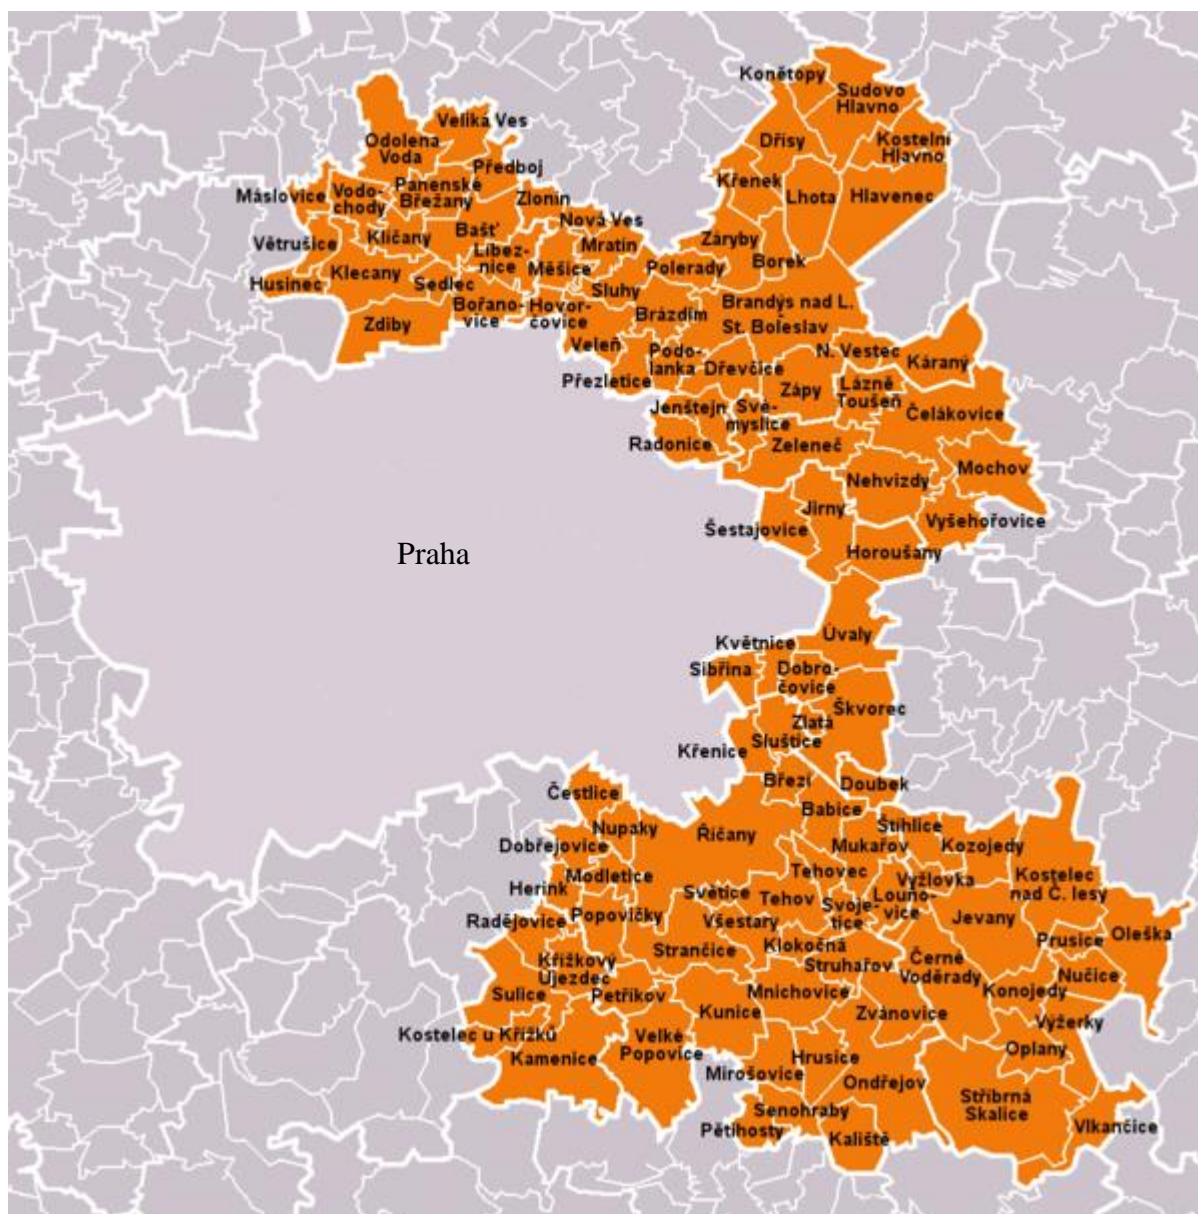 Konětopy
Sudovo
Hlavno
Veliká Ves
Odolena
Voda
Dřísy
Kostelní
Hlavno
Předboj
Křenek
Máslovice
Vodo-
chody
Panenské
Břežany
Zlonín
Lhota
Hlavenec
Nová Ves
Bašť
Klíčany
Větrušice
Líbez-
nice
Mratín
Záryby
Borek
Husinec
Klecany
Sedlec
Měšice
Polerady
Sluhy
Bořano-
vice
Hovor-
čovice
Brázdim
Brandýs nad L.
-
St. Boleslav
Zdiby
Veleň
Podo-
lanka
Dřevčice
N. Vestec
Káraný
Přezletice
Zápy
Lázně
Toušeň
Čelákovice
Jenštejn
Své-
myslice
Radonice
Zeleneč
Mochov
Nehvizdy
Jirny
Šestajovice
Vyšehořovice
Praha
Horoušany
Úvaly
Květnice
Sibřina
Dobro-
čovice
Škvorec
Zlatá
Křenice
Sluštice
Březí
Doubek
Čestlice
Babice
Nupaky
Říčany
Štíhlice
Dobřejovice
Mukařov
Kozojedy
Modletice
Tehovec
Vyžlovka
Kostelec
nad Č. lesy
Herink
Světice
Tehov
Svoje-
tice
Louňo-
vice
Radějovice
Popovičky
Všestary
Jevany
Oleška
Strančice
Klokočná
Prusice
Křížkový
Újezdec
Struhařov
Černé
Voděrady
Nučice
Sulice
Petříkov
Mnichovice
Konojedy
Kunice
Zvánovice
Výžerky
Kostelec u Křížků
Velké
Popovice
Oplany
Kamenice
Hrusice
Mirošovice
Ondřejov
Stříbrná
Skalice
Senohraby
Pětihosty
Kaliště
Vlkančice